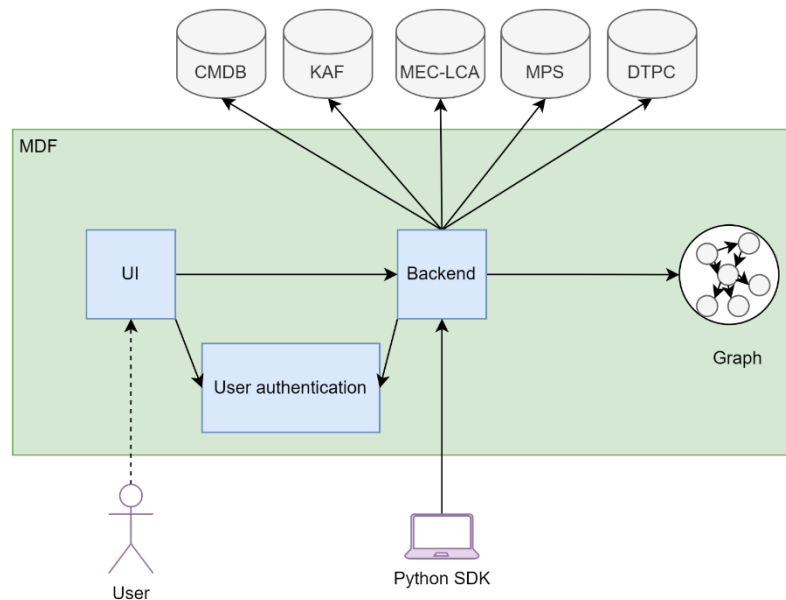 CMDB
KAF
MEC-LCA
MPS
DTPC
MDF
UI
Backend
Graph
User authentication
Python SDK
User